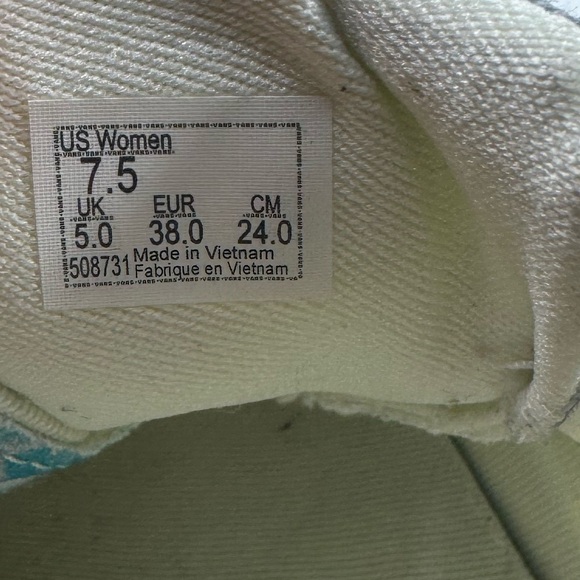 US Women
7.5
UK EUR CM
5.0 38.0 24.0
508731 Made in Vietnam
Fabrique en Vietnam